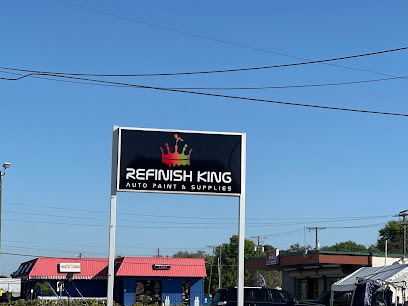 REFINISH KING
AUTO PAINT & SUPPLIES